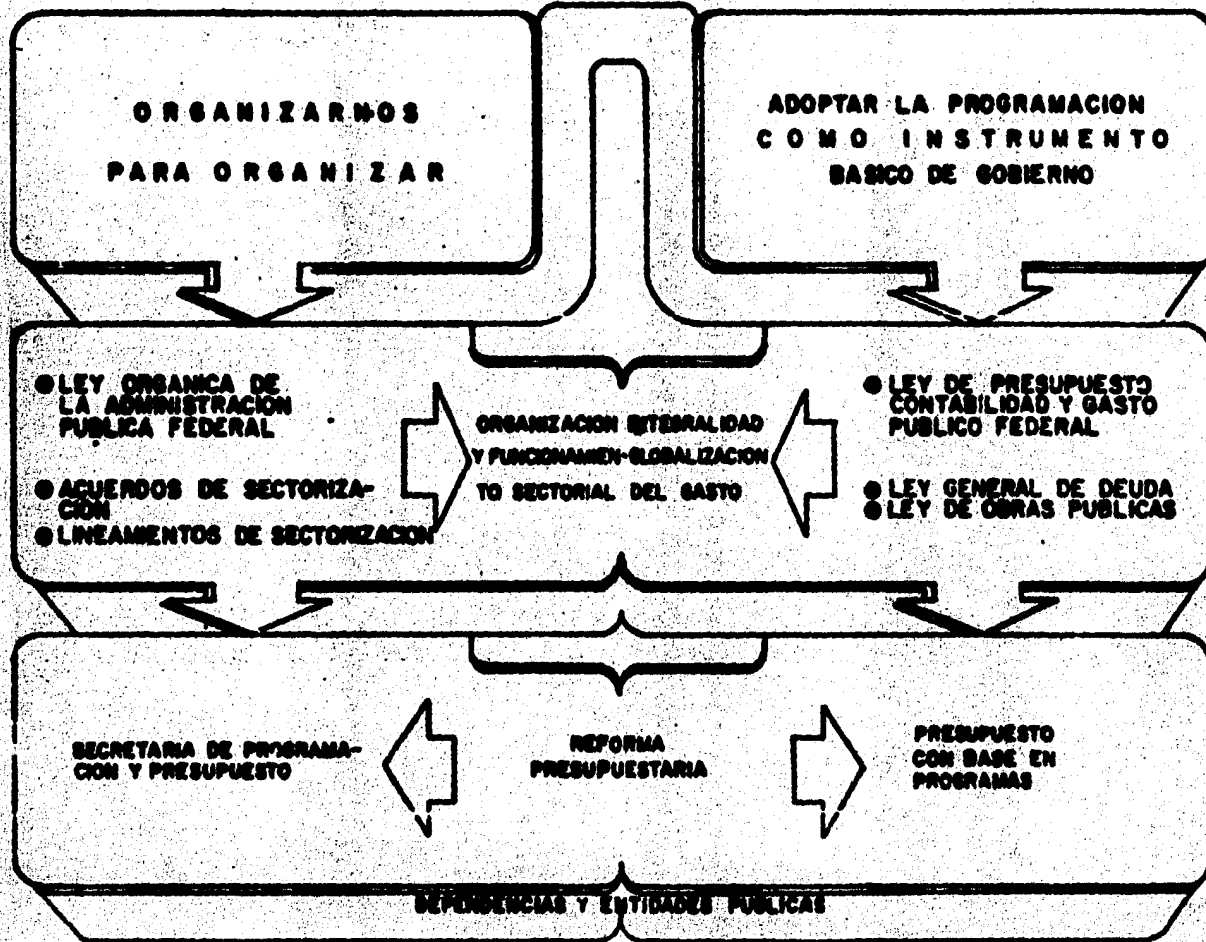 ORGANIZARNOS
PARA ORGANIZAR
ADOPTAR LA PROGRAMACION
COMO INSTRUMENTO
BASICO DE GOBIERNO
● LEY ORGANICA DE
LA ADMINISTRACION
PUBLICA FEDERAL
● ACUERDOS DE SECTORIZA-
CION
● LINEAMIENTOS DE SECTORIZACION
ORGANIZACION INTEGRALIDAD
Y FUNCIONAMIEN-GLOBALIZACION
TO SECTORIAL DEL GASTO
● LEY DE PRESUPUESTO
CONTABILIDAD Y GASTO
PUBLICO FEDERAL
● LEY GENERAL DE DEUDA
● LEY DE OBRAS PUBLICAS
SECRETARIA DE PROGRAMA-
CION Y PRESUPUESTO
REFORMA
PRESUPUESTARIA
PRESUPUESTO
CON BASE EN
PROGRAMAS
DEPENDENCIAS Y ENTIDADES PUBLICAS